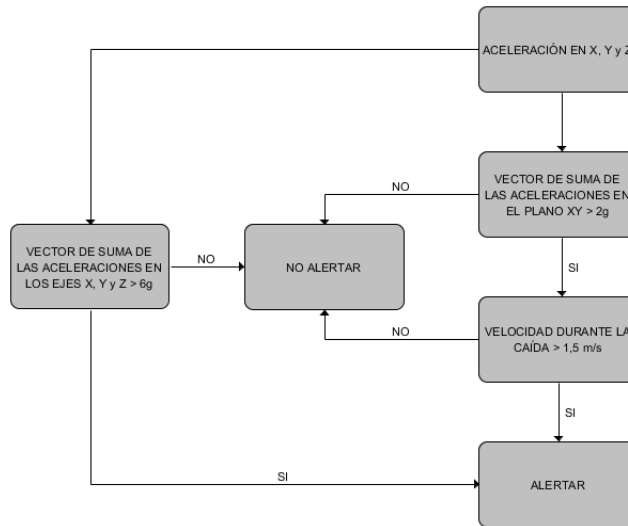 ACELERACIÓN EN X, Y y Z
VECTOR DE SUMA DE
LAS ACELERACIONES EN
EL PLANO XY > 2g
NO
VECTOR DE SUMA DE
LAS ACELERACIONES EN
LOS EJES X, Y y Z > 6g
NO
NO ALERTAR
SI
NO
VELOCIDAD DURANTE LA
CAÍDA > 1,5 m/s
SI
SI
ALERTAR